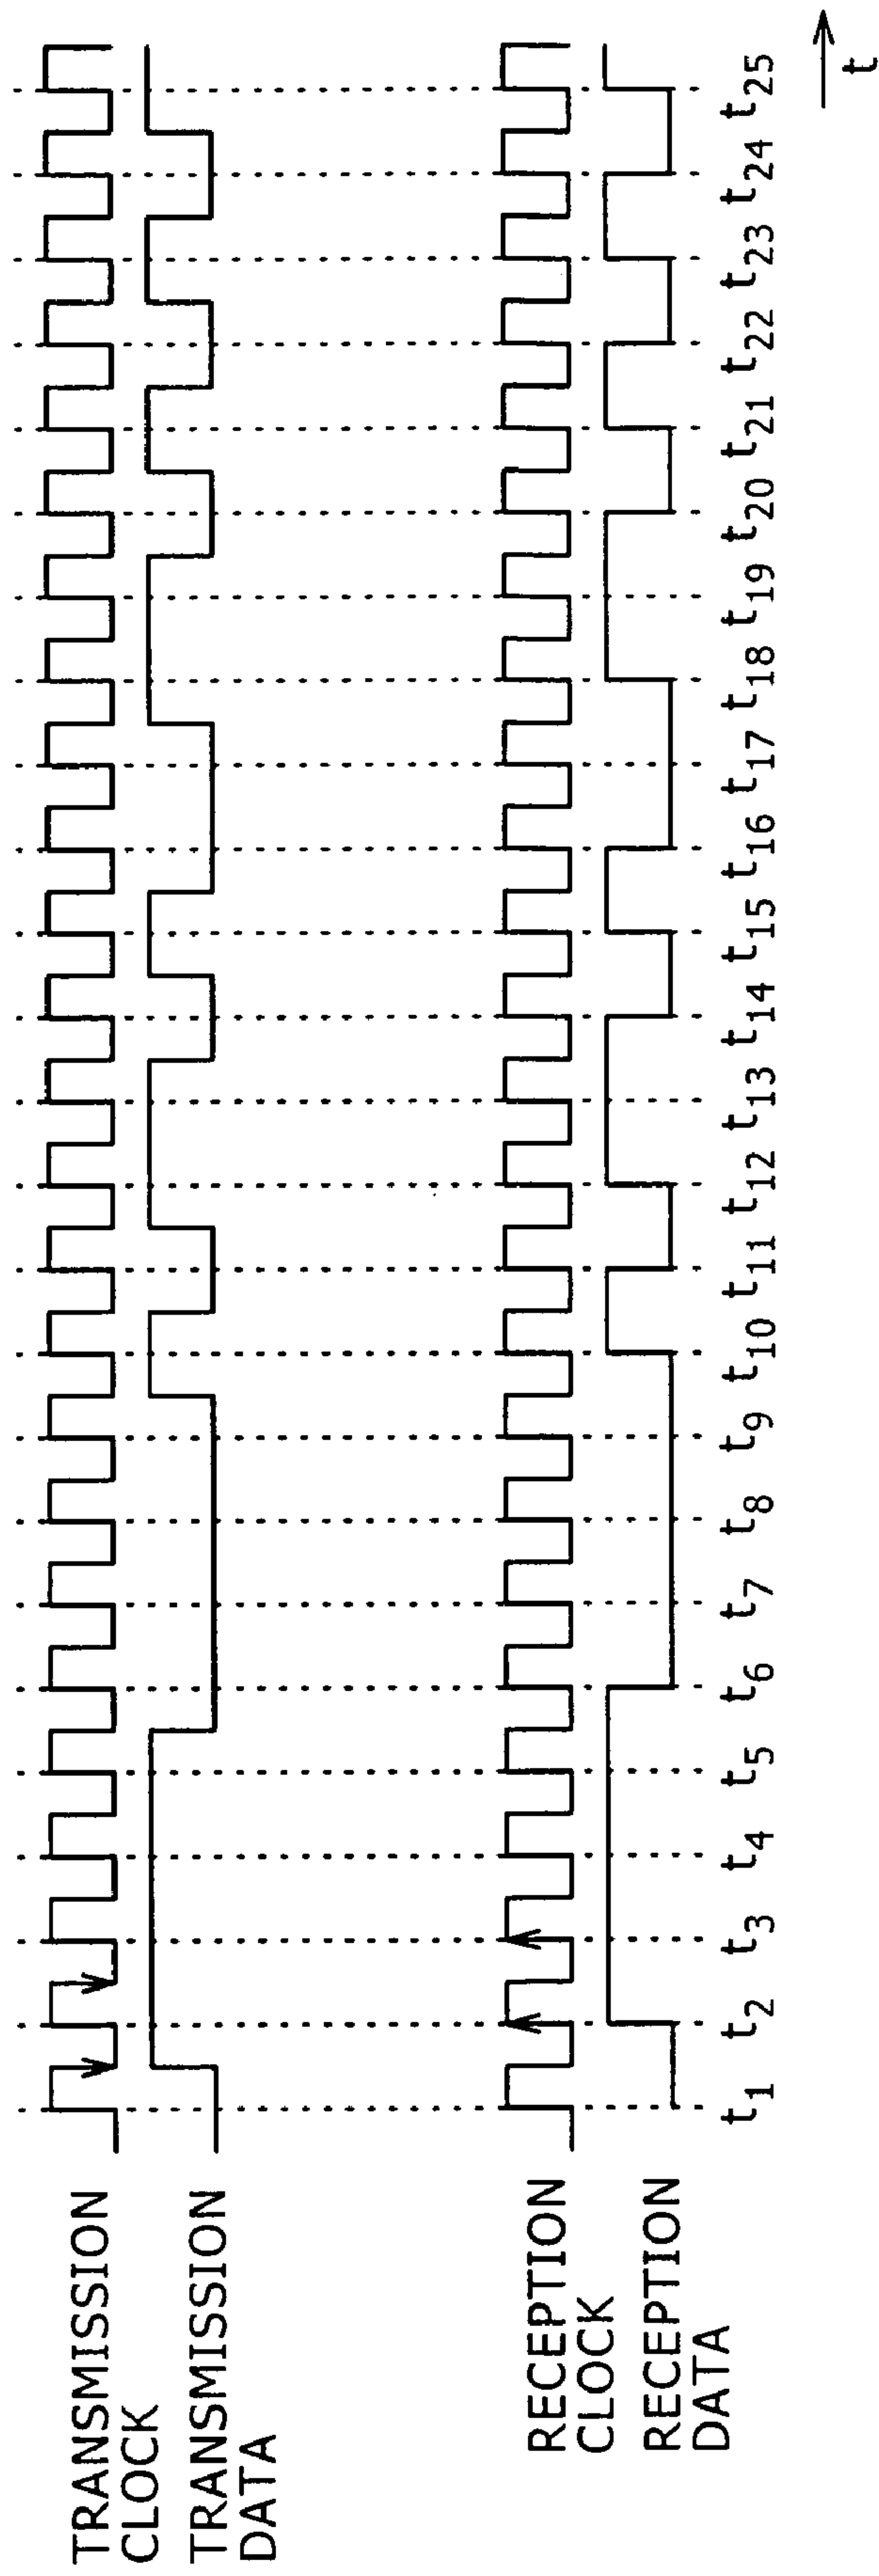 TRANSMISSION
CLOCK
TRANSMISSION
DATA
RECEPTION
CLOCK
RECEPTION
DATA
t1 t2 t3 t4 t5 t6 t7 t8 t9 t10 t11 t12 t13 t14 t15 t16 t17 t18 t19 t20 t21 t22 t23 t24 t25
t